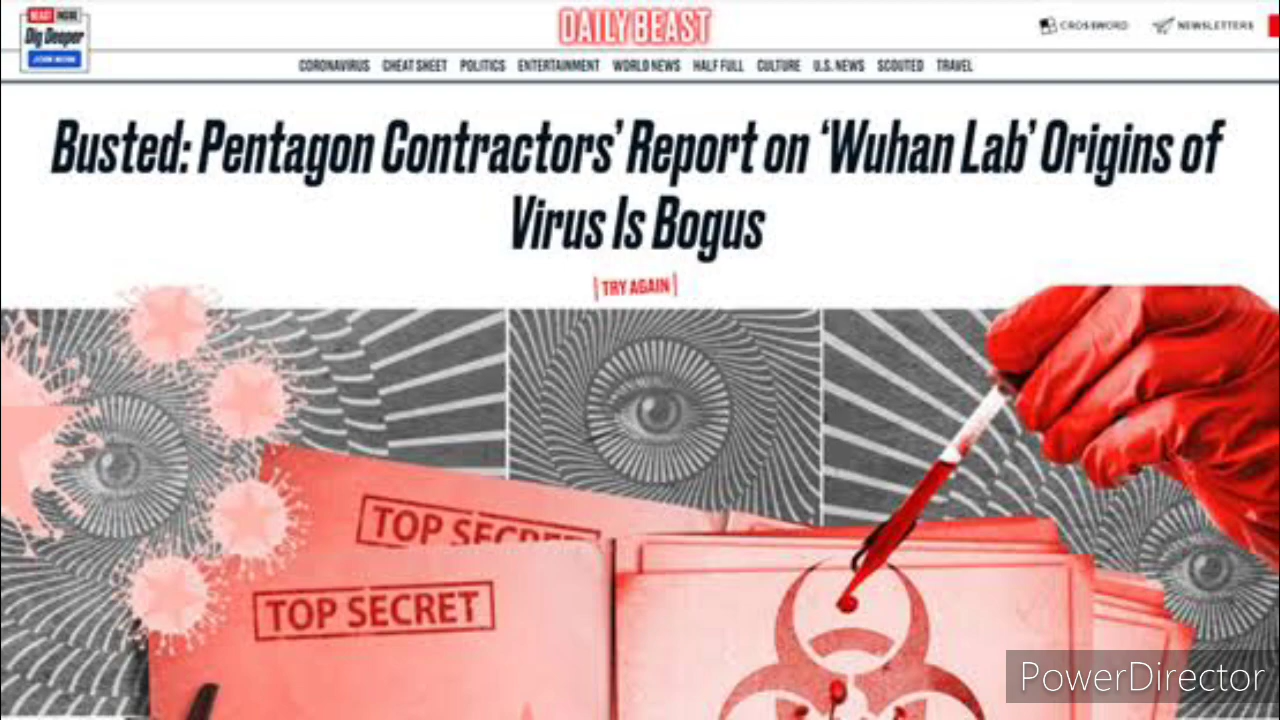 BEAST INSIDE
Dig Deeper
JOIN NOW
DAILY BEAST
CROSSWORD
NEWSLETTERS
CORONAVIRUS CHEAT SHEET POLITICS ENTERTAINMENT WORLD NEWS HALF FULL CULTURE U.S. NEWS SCOUTED TRAVEL
Busted: Pentagon Contractors’ Report on ‘Wuhan Lab’ Origins of
Virus Is Bogus
TRY AGAIN
TOP SECRET
TOP SECRET
PowerDirector